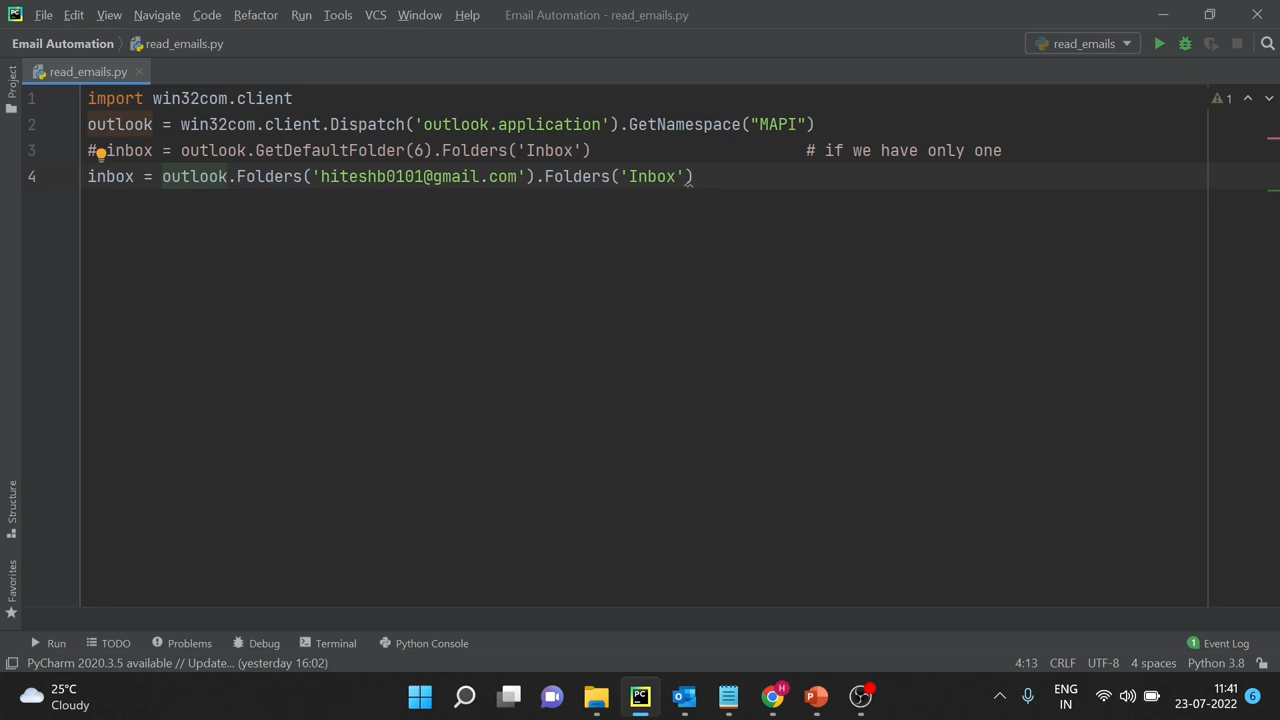 PC File Edit View Navigate Code Refactor Run Tools VCS Window Help Email Automation - read_emails.py
Email Automation read_emails.py read_emails
read_emails.py
Project
1 import win32com.client 1
2 outlook = win32com.client.Dispatch('outlook.application').GetNamespace("MAPI")
3 # inbox = outlook.GetDefaultFolder(6).Folders('Inbox') # if we have only one
4 inbox = outlook.Folders('hiteshb0101@gmail.com').Folders('Inbox')
Structure
Favorites
Run TODO Problems Debug Terminal Python Console 1 Event Log
PyCharm 2020.3.5 available // Update... (yesterday 16:02) 4:13 CRLF UTF-8 4 spaces Python 3.8
25°C
Cloudy
PC
H
ENG
IN
11:41
23-07-2022
6